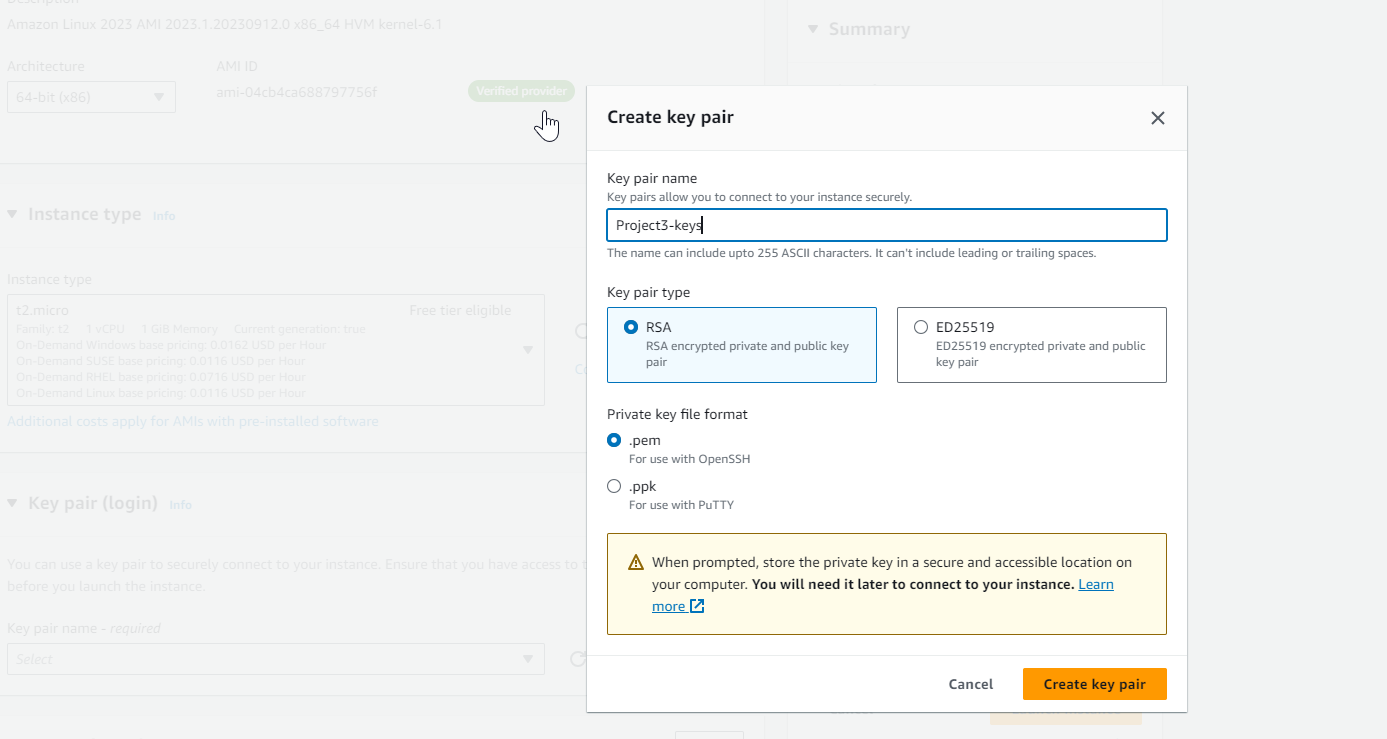 Description
Amazon Linux 2023 AMI 2023.1.20230912.0 x86_64 HVM kernel-6.1
Architecture
AMI ID
64-bit (x86)
ami-04cb4ca688797756f
Verified provider
Instance type Info
Instance type
t2.micro
Free tier eligible
Family: t2 1 vCPU 1 GiB Memory Current generation: true
On-Demand Windows base pricing: 0.0162 USD per Hour
On-Demand SUSE base pricing: 0.0116 USD per Hour
On-Demand RHEL base pricing: 0.0716 USD per Hour
On-Demand Linux base pricing: 0.0116 USD per Hour
Additional costs apply for AMIs with pre-installed software
Key pair (login) Info
You can use a key pair to securely connect to your instance. Ensure that you have access to
before you launch the instance.
Key pair name - required
Select
Summary
Create key pair
Key pair name
Key pairs allow you to connect to your instance securely.
Project3-keys
The name can include upto 255 ASCII characters. It can't include leading or trailing spaces.
Key pair type
RSA
RSA encrypted private and public key
pair
ED25519
ED25519 encrypted private and public
key pair
Private key file format
.pem
For use with OpenSSH
.ppk
For use with PuTTY
When prompted, store the private key in a secure and accessible location on
your computer. You will need it later to connect to your instance. Learn
more
Cancel
Create key pair